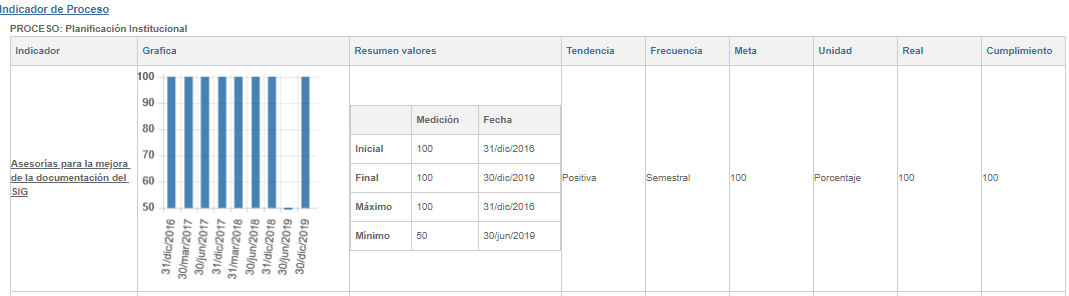 Indicador de Proceso
PROCESO: Planificación Institucional
Indicador Grafica Resumen valores Tendencia Frecuencia Meta Unidad Real Cumplimiento
Asesorías para la mejora
de la documentación del
SIG
100
90
80
70
60
50
31/dic/2016
30/mar/2017
30/jun/2017
31/dic/2017
31/mar/2018
30/jun/2018
31/dic/2018
30/jun/2019
30/dic/2019
Medición Fecha
Inicial 100 31/dic/2016
Final 100 30/dic/2019
Máximo 100 31/dic/2016
Mínimo 50 30/jun/2019
Positiva Semestral 100 Porcentaje 100 100